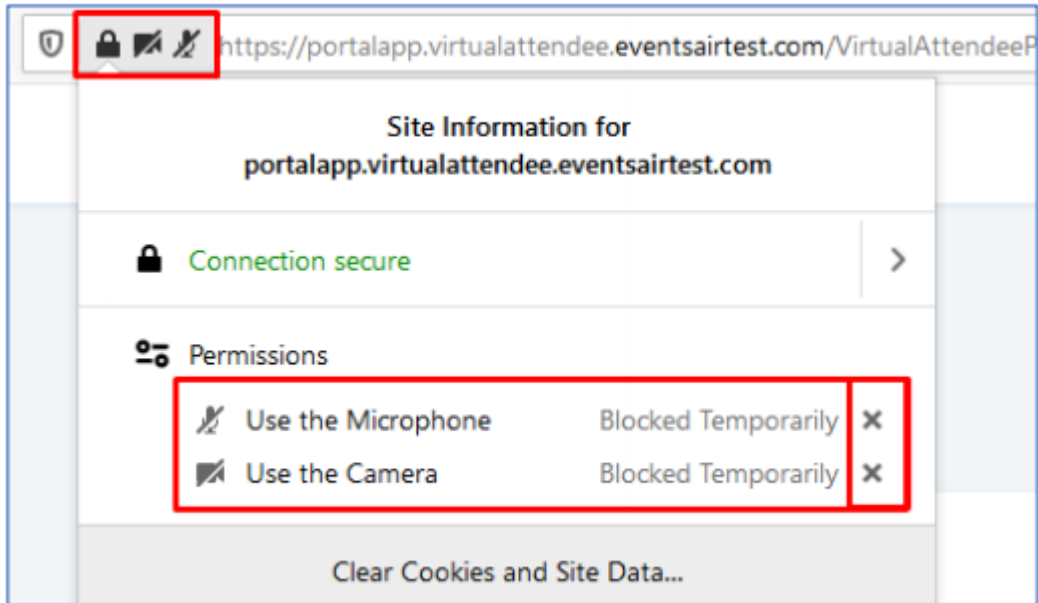 https://portalapp.virtualattendee.eventsairtest.com/VirtualAttendeeP
Site Information for
portalapp.virtualattendee.eventsairtest.com
Connection secure
Permissions
Use the Microphone Blocked Temporarily
Use the Camera Blocked Temporarily
Clear Cookies and Site Data...